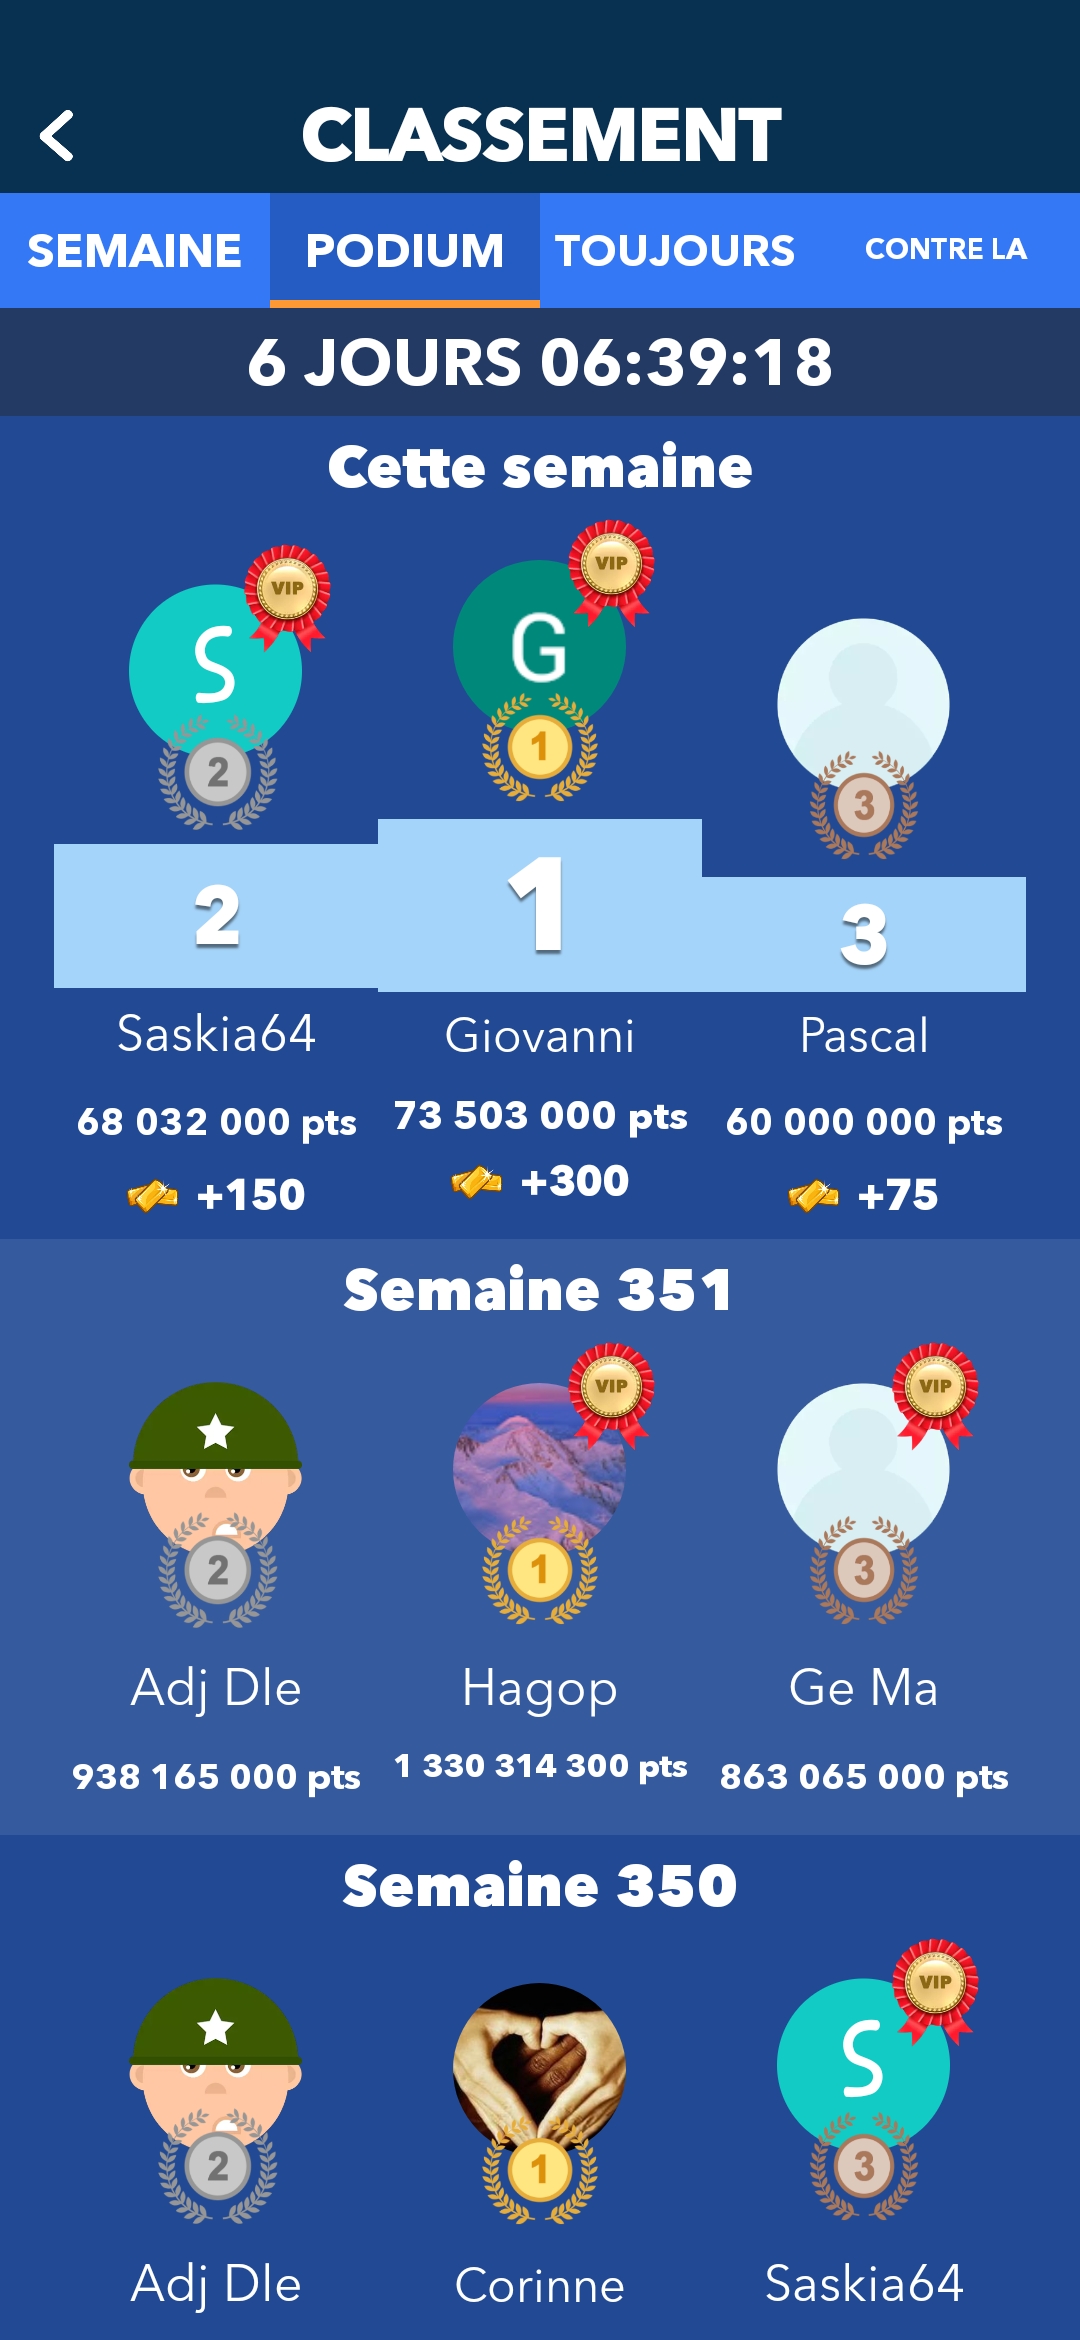 CLASSEMENT
SEMAINE PODIUM TOUJOURS CONTRE LA
6 JOURS 06:39:18
Cette semaine
S VIP G VIP
2 1 3
2 1 3
Saskia64 Giovanni Pascal
68 032 000 pts 73 503 000 pts 60 000 000 pts
+150 +300 +75
Semaine 351
VIP VIP
2 1 3
Adj Dle Hagop Ge Ma
938 165 000 pts 1 330 314 300 pts 863 065 000 pts
Semaine 350
S VIP
2 1 3
Adj Dle Corinne Saskia64